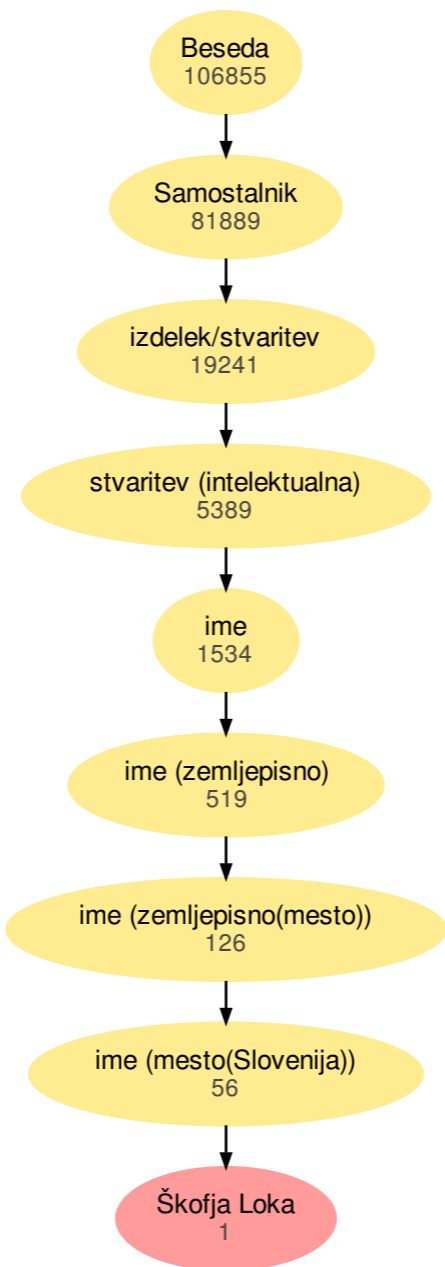 Beseda
106855
Samostalnik
81889
izdelek/stvaritev
19241
stvaritev (intelektualna)
5389
ime
1534
ime (zemljepisno)
519
ime (zemljepisno(mesto))
126
ime (mesto(Slovenija))
56
Škofja Loka
1